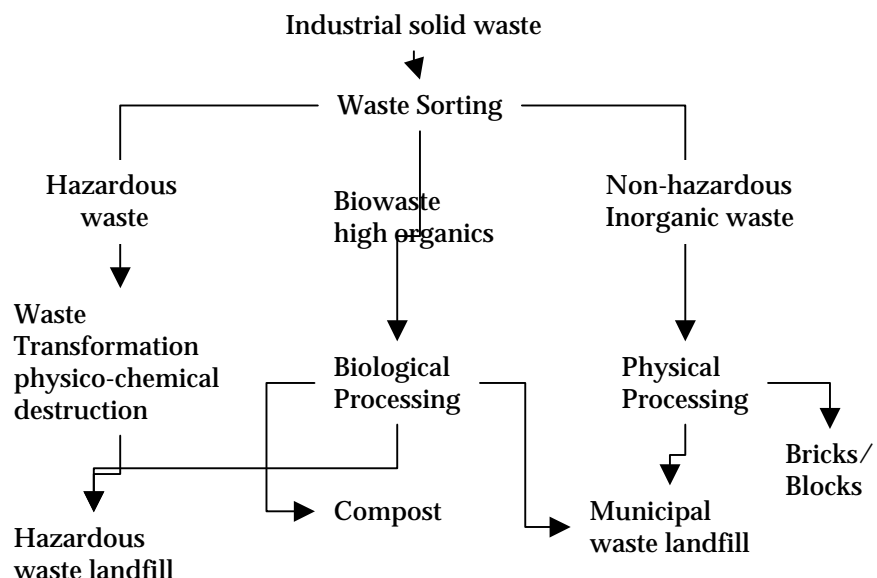 Industrial solid waste
Waste Sorting
Hazardous
waste
Biowaste
high organics
Non-hazardous
Inorganic waste
Waste
Transformation
physico-chemical
destruction
Biological
Processing
Physical
Processing
Bricks/
Blocks
Hazardous
waste landfill
Compost
Municipal
waste landfill